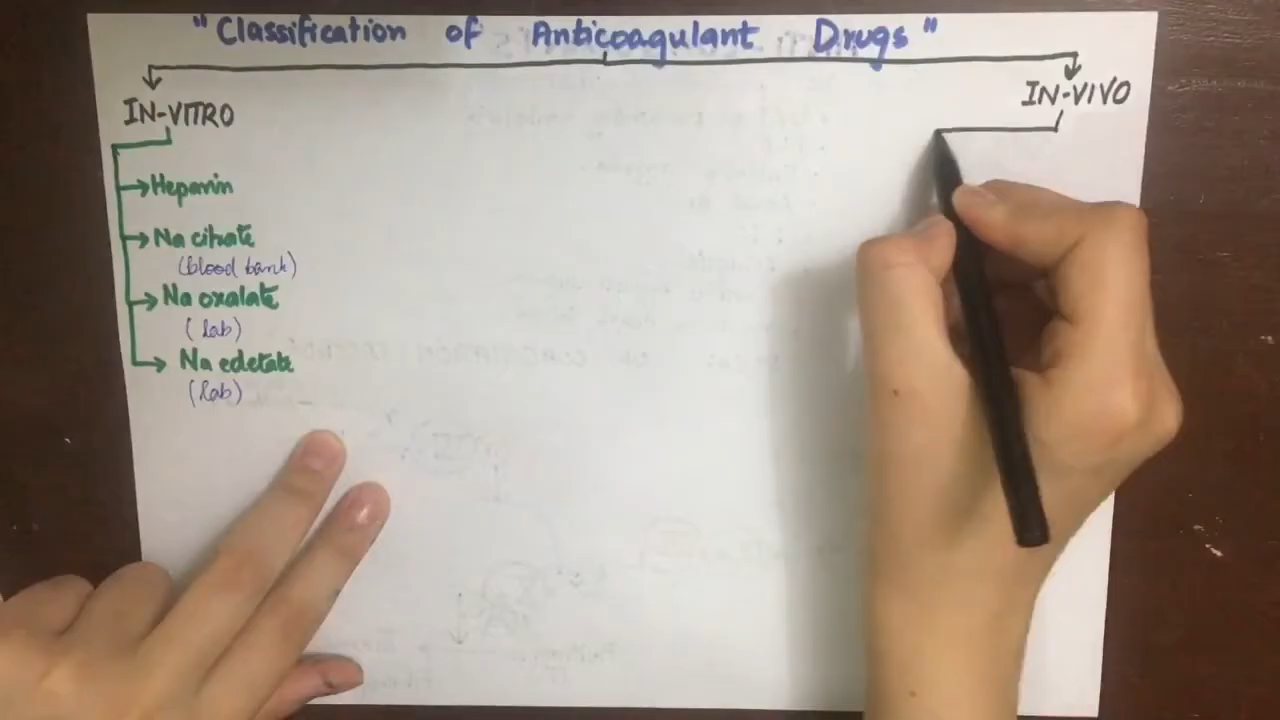 "Classification of Anticoagulant Drugs"
IN-VITRO
Heparin
Na citrate
(blood bank)
Na oxalate
(lab)
Na edetate
(lab)
IN-VIVO